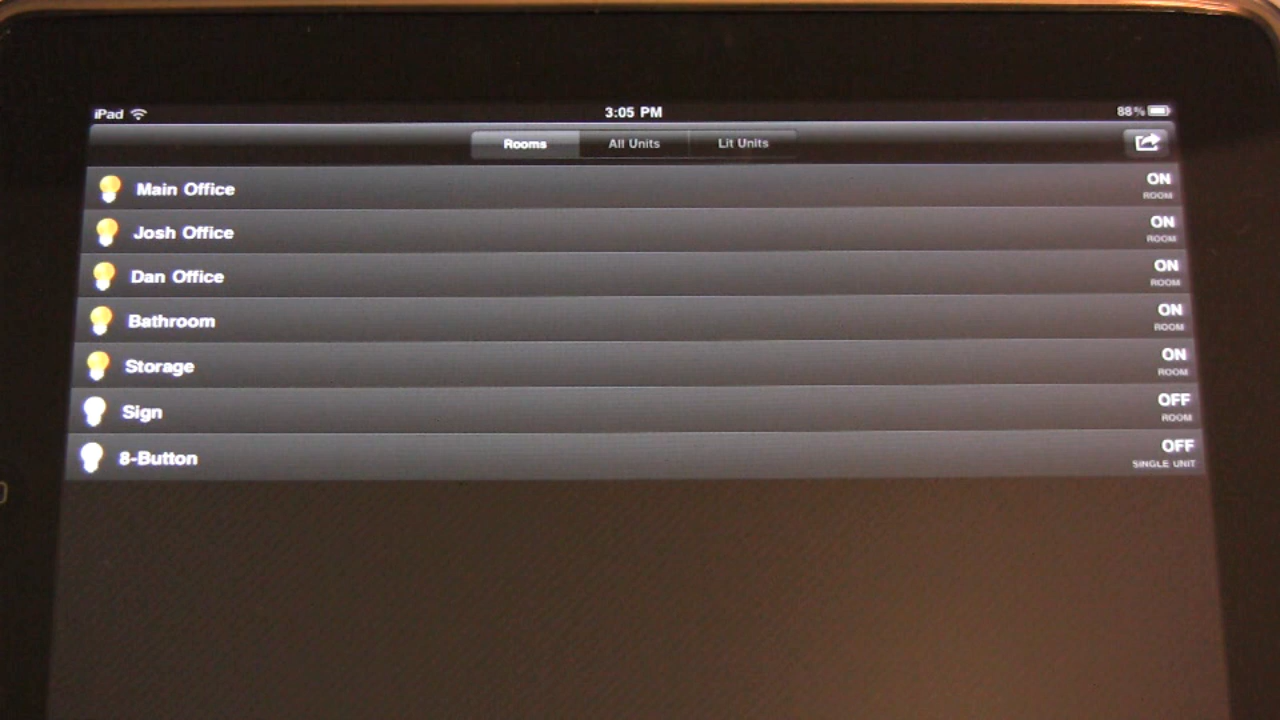 iPad 3:05 PM 88%
Rooms All Units Lit Units
Main Office ON
ROOM
Josh Office ON
ROOM
Dan Office ON
ROOM
Bathroom ON
ROOM
Storage ON
ROOM
Sign OFF
ROOM
8-Button OFF
SINGLE UNIT